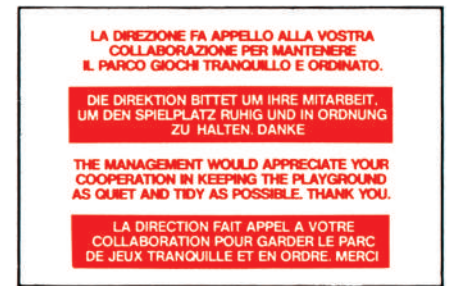 LA DIREZIONE FA APPELLO ALLA VOSTRA
COLLABORAZIONE PER MANTENERE
IL PARCO GIOCHI TRANQUILLO E ORDINATO.
DIE DIREKTION BITTET UM IHRE MITARBEIT,
UM DEN SPIELPLATZ RUHIG UND IN ORDNUNG
ZU HALTEN. DANKE
THE MANAGEMENT WOULD APPRECIATE YOUR
COOPERATION IN KEEPING THE PLAYGROUND
AS QUIET AND TIDY AS POSSIBLE. THANK YOU.
LA DIRECTION FAIT APPEL A VOTRE
COLLABORATION POUR GARDER LE PARC
DE JEUX TRANQUILLE ET EN ORDRE. MERCI